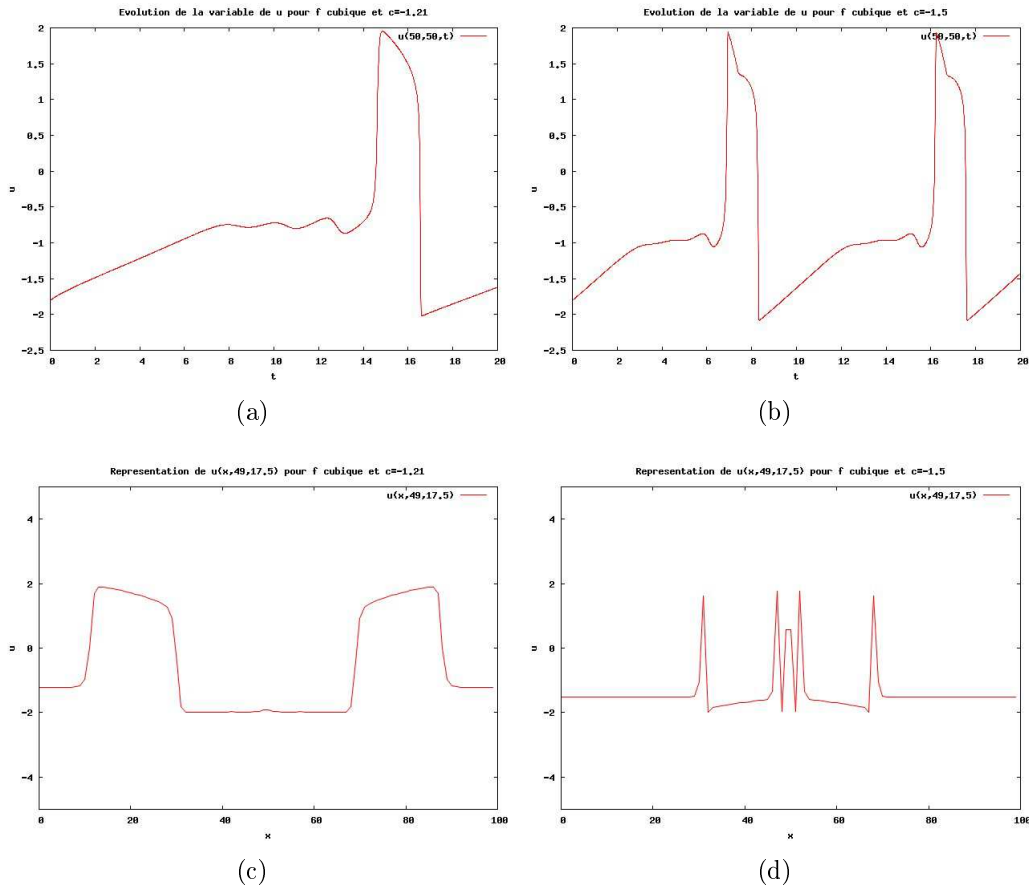 Evolution de la variable de u pour f cubique et c=-1.21
u(50,50,t)
2
1.5
1
0.5
0
-0.5
-1
-1.5
-2
-2.5
u
0 2 4 6 8 10 12 14 16 18 20
t
(a)
Evolution de la variable de u pour f cubique et c=-1.5
u(50,50,t)
2
1.5
1
0.5
0
-0.5
-1
-1.5
-2
-2.5
u
0 2 4 6 8 10 12 14 16 18 20
t
(b)
Representation de u(x,49,17.5) pour f cubique et c=-1.21
u(x,49,17.5)
4
2
0
-2
-4
u
0 20 40 60 80 100
x
(c)
Representation de u(x,49,17.5) pour f cubique et c=-1.5
u(x,49,17.5)
4
2
0
-2
-4
u
0 20 40 60 80 100
x
(d)